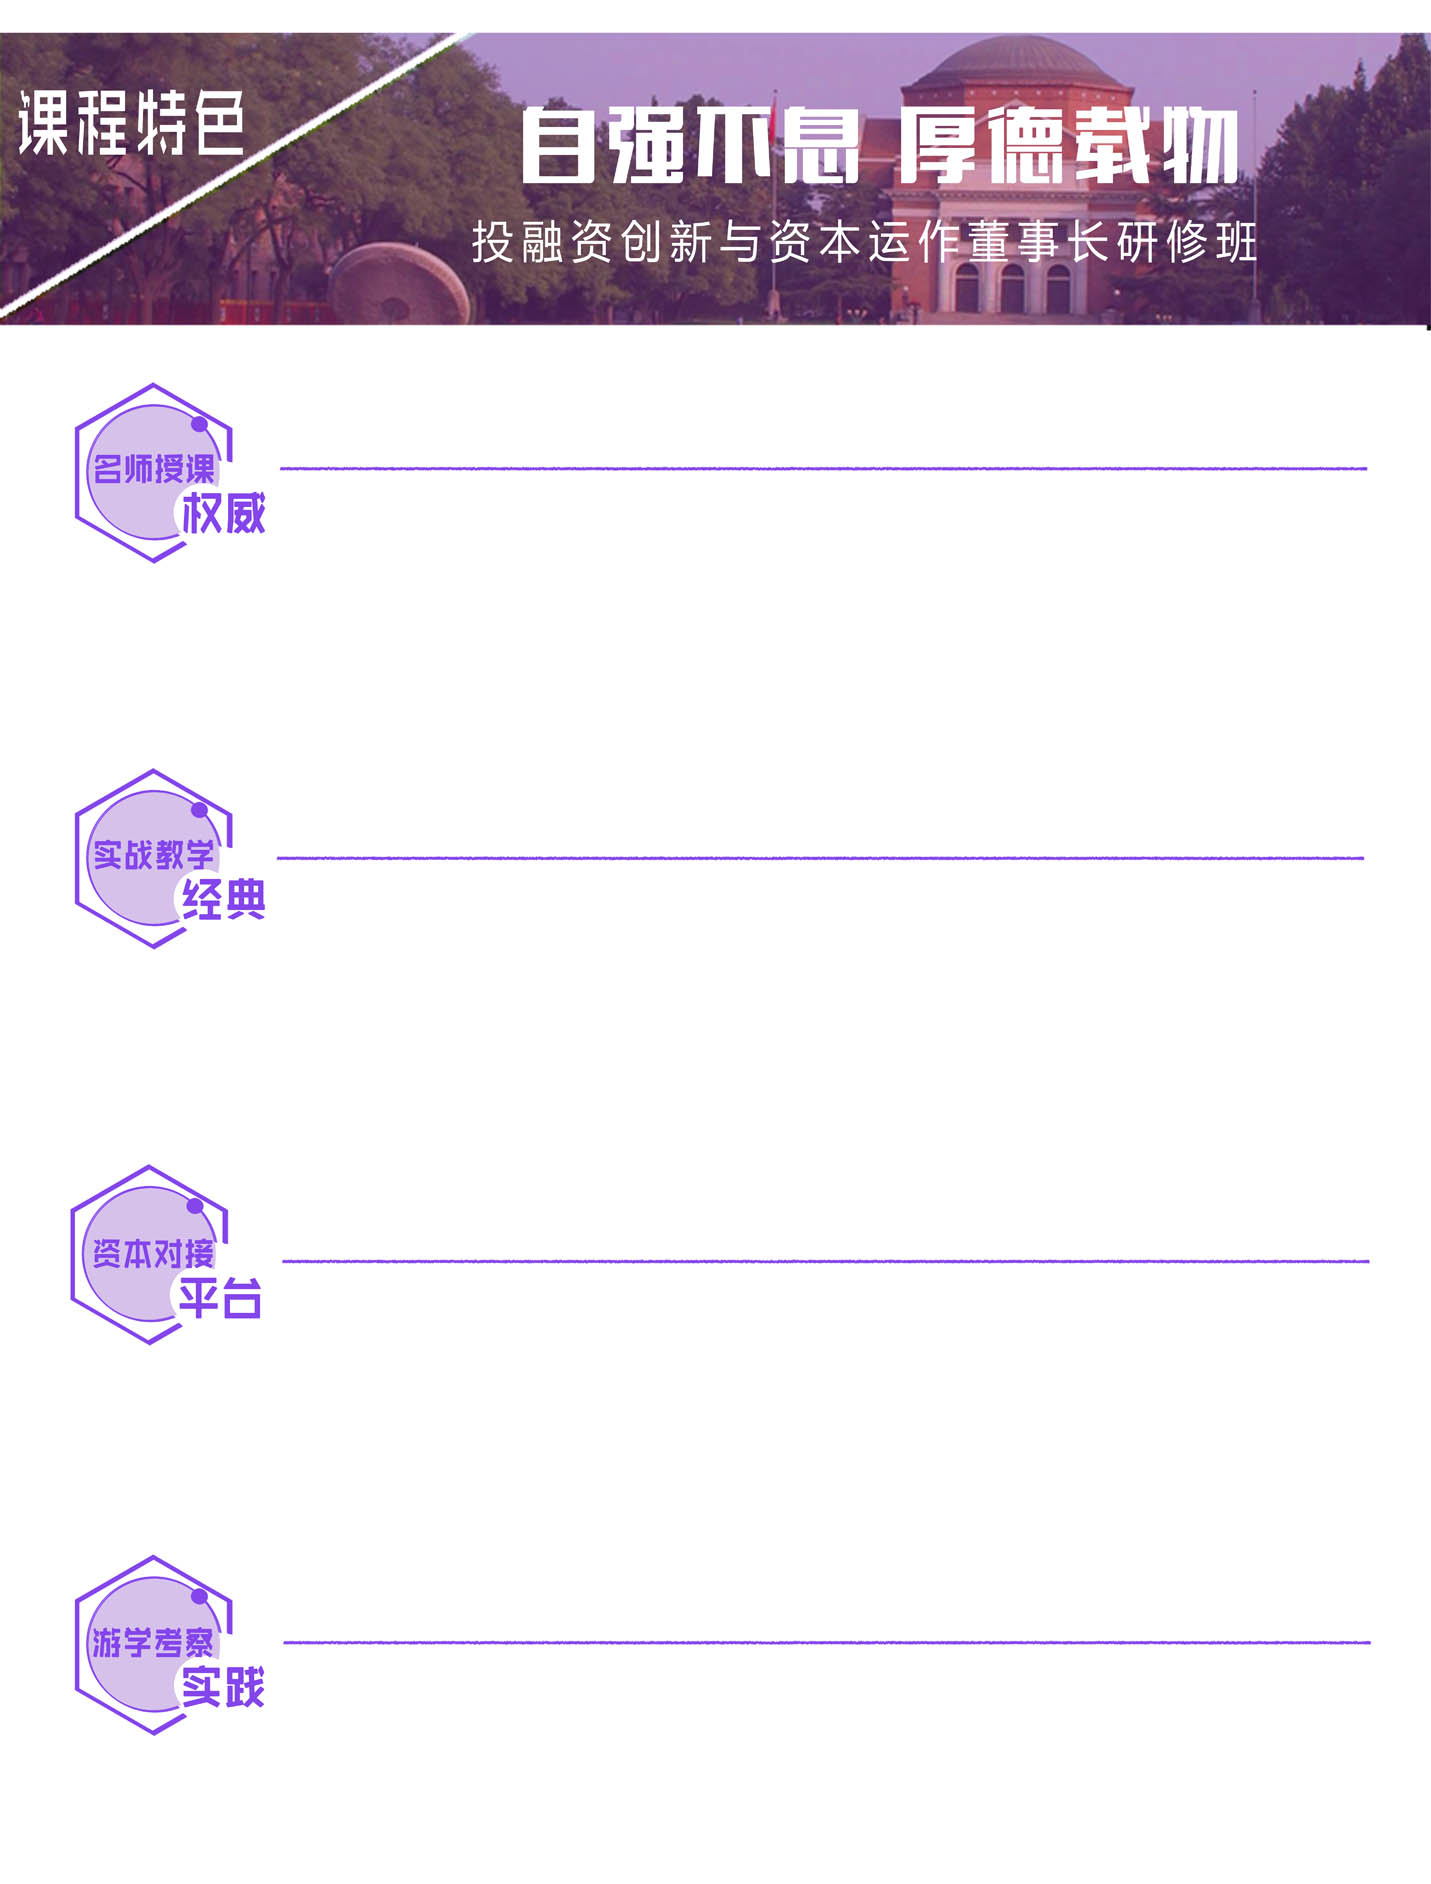 课程特色
自强不息 厚德载物
投融资创新与资本运作董事长研修班
名师授课
权威
实战教学
经典
资本对接
平台
游学考察
实践